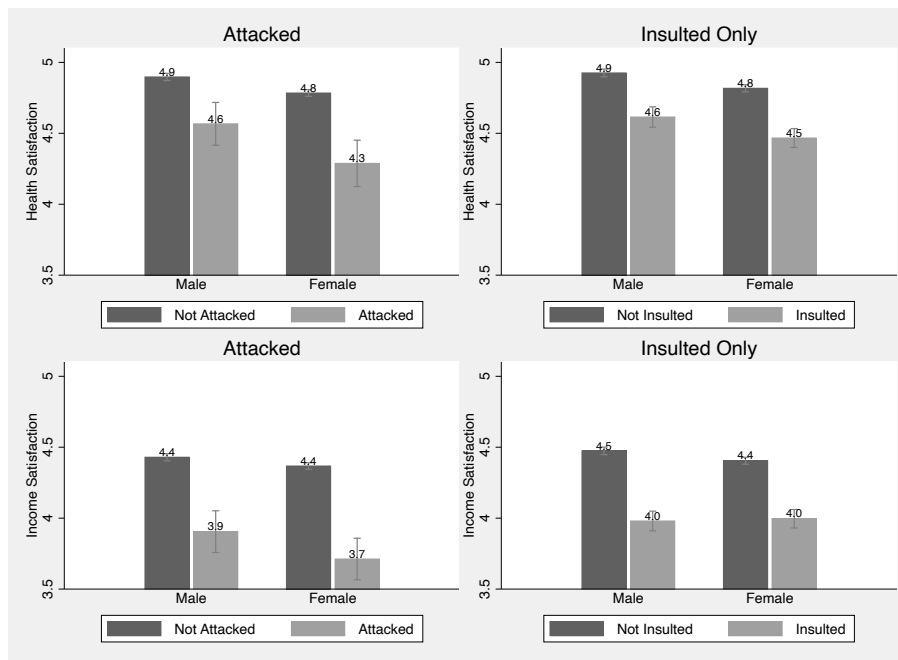 Attacked
Insulted Only
Health Satisfaction
5
4.5
4
3.5
4.9
4.6
4.8
4.3
Male
Female
Not Attacked Attacked
Health Satisfaction
5
4.5
4
3.5
4.9
4.6
4.8
4.5
Male
Female
Not Insulted Insulted
Attacked
Insulted Only
Income Satisfaction
5
4.5
4
3.5
4.4
3.9
4.4
3.7
Male
Female
Not Attacked Attacked
Income Satisfaction
5
4.5
4
3.5
4.5
4.0
4.4
4.0
Male
Female
Not Insulted Insulted